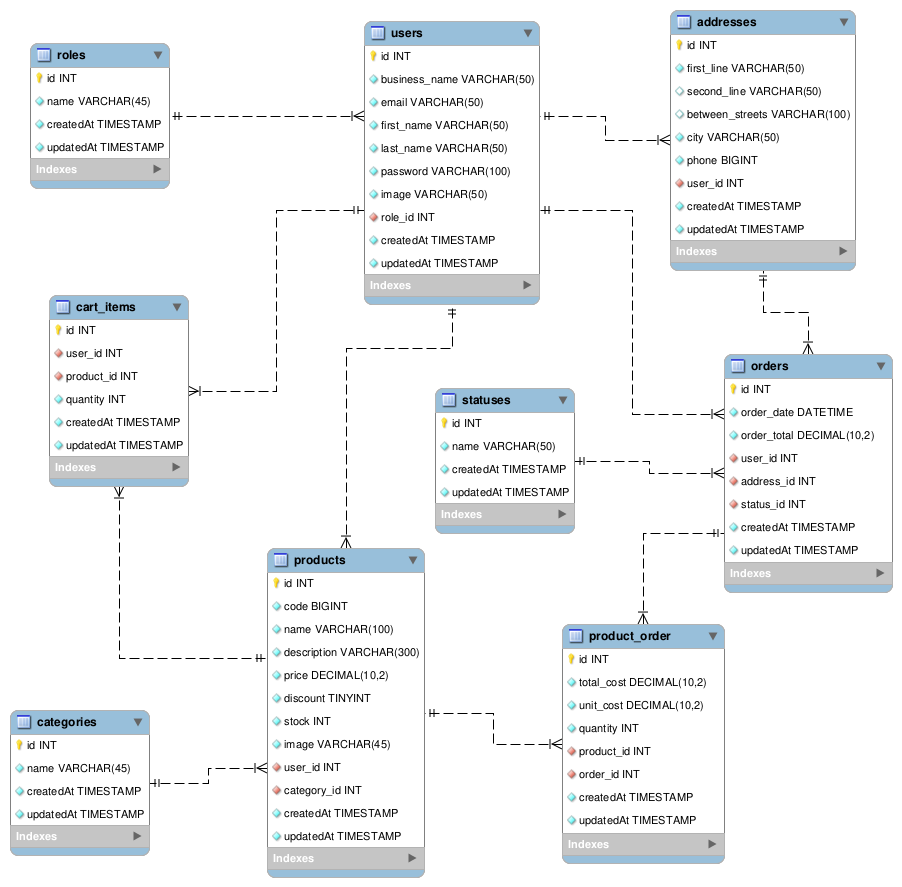 roles
id INT
name VARCHAR(45)
createdAt TIMESTAMP
updatedAt TIMESTAMP
Indexes
users
id INT
business_name VARCHAR(50)
email VARCHAR(50)
first_name VARCHAR(50)
last_name VARCHAR(50)
password VARCHAR(100)
image VARCHAR(50)
role_id INT
createdAt TIMESTAMP
updatedAt TIMESTAMP
Indexes
addresses
id INT
first_line VARCHAR(50)
second_line VARCHAR(50)
between_streets VARCHAR(100)
city VARCHAR(50)
phone BIGINT
user_id INT
createdAt TIMESTAMP
updatedAt TIMESTAMP
Indexes
cart_items
id INT
user_id INT
product_id INT
quantity INT
createdAt TIMESTAMP
updatedAt TIMESTAMP
Indexes
statuses
id INT
name VARCHAR(50)
createdAt TIMESTAMP
updatedAt TIMESTAMP
Indexes
orders
id INT
order_date DATETIME
order_total DECIMAL(10,2)
user_id INT
address_id INT
status_id INT
createdAt TIMESTAMP
updatedAt TIMESTAMP
Indexes
categories
id INT
name VARCHAR(45)
createdAt TIMESTAMP
updatedAt TIMESTAMP
Indexes
products
id INT
code BIGINT
name VARCHAR(100)
description VARCHAR(300)
price DECIMAL(10,2)
discount TINYINT
stock INT
image VARCHAR(45)
user_id INT
category_id INT
createdAt TIMESTAMP
updatedAt TIMESTAMP
Indexes
product_order
id INT
total_cost DECIMAL(10,2)
unit_cost DECIMAL(10,2)
quantity INT
product_id INT
order_id INT
createdAt TIMESTAMP
updatedAt TIMESTAMP
Indexes